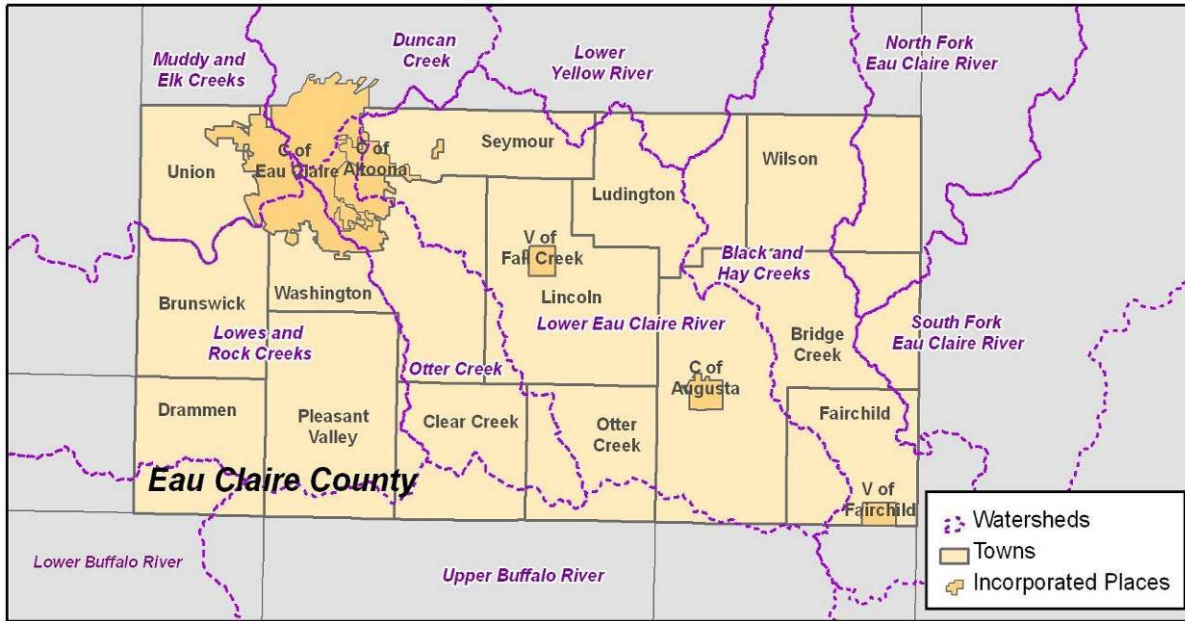 Muddy and
Elk Creeks
Duncan
Creek
Lower
Yellow River
North Fork
Eau Claire River
Union
C of
Eau Claire
C of
Altoona
Seymour
Ludington
Wilson
V of
Fall Creek
Black and
Hay Creeks
Brunswick
Washington
Lincoln
Lowes and
Rock Creeks
Lower Eau Claire River
Bridge
Creek
South Fork
Eau Claire River
Otter Creek
C of
Augusta
Drammen
Pleasant
Valley
Clear Creek
Otter
Creek
Fairchild
Eau Claire County
V of
Fairchild
Lower Buffalo River
Upper Buffalo River
Watersheds
Towns
Incorporated Places